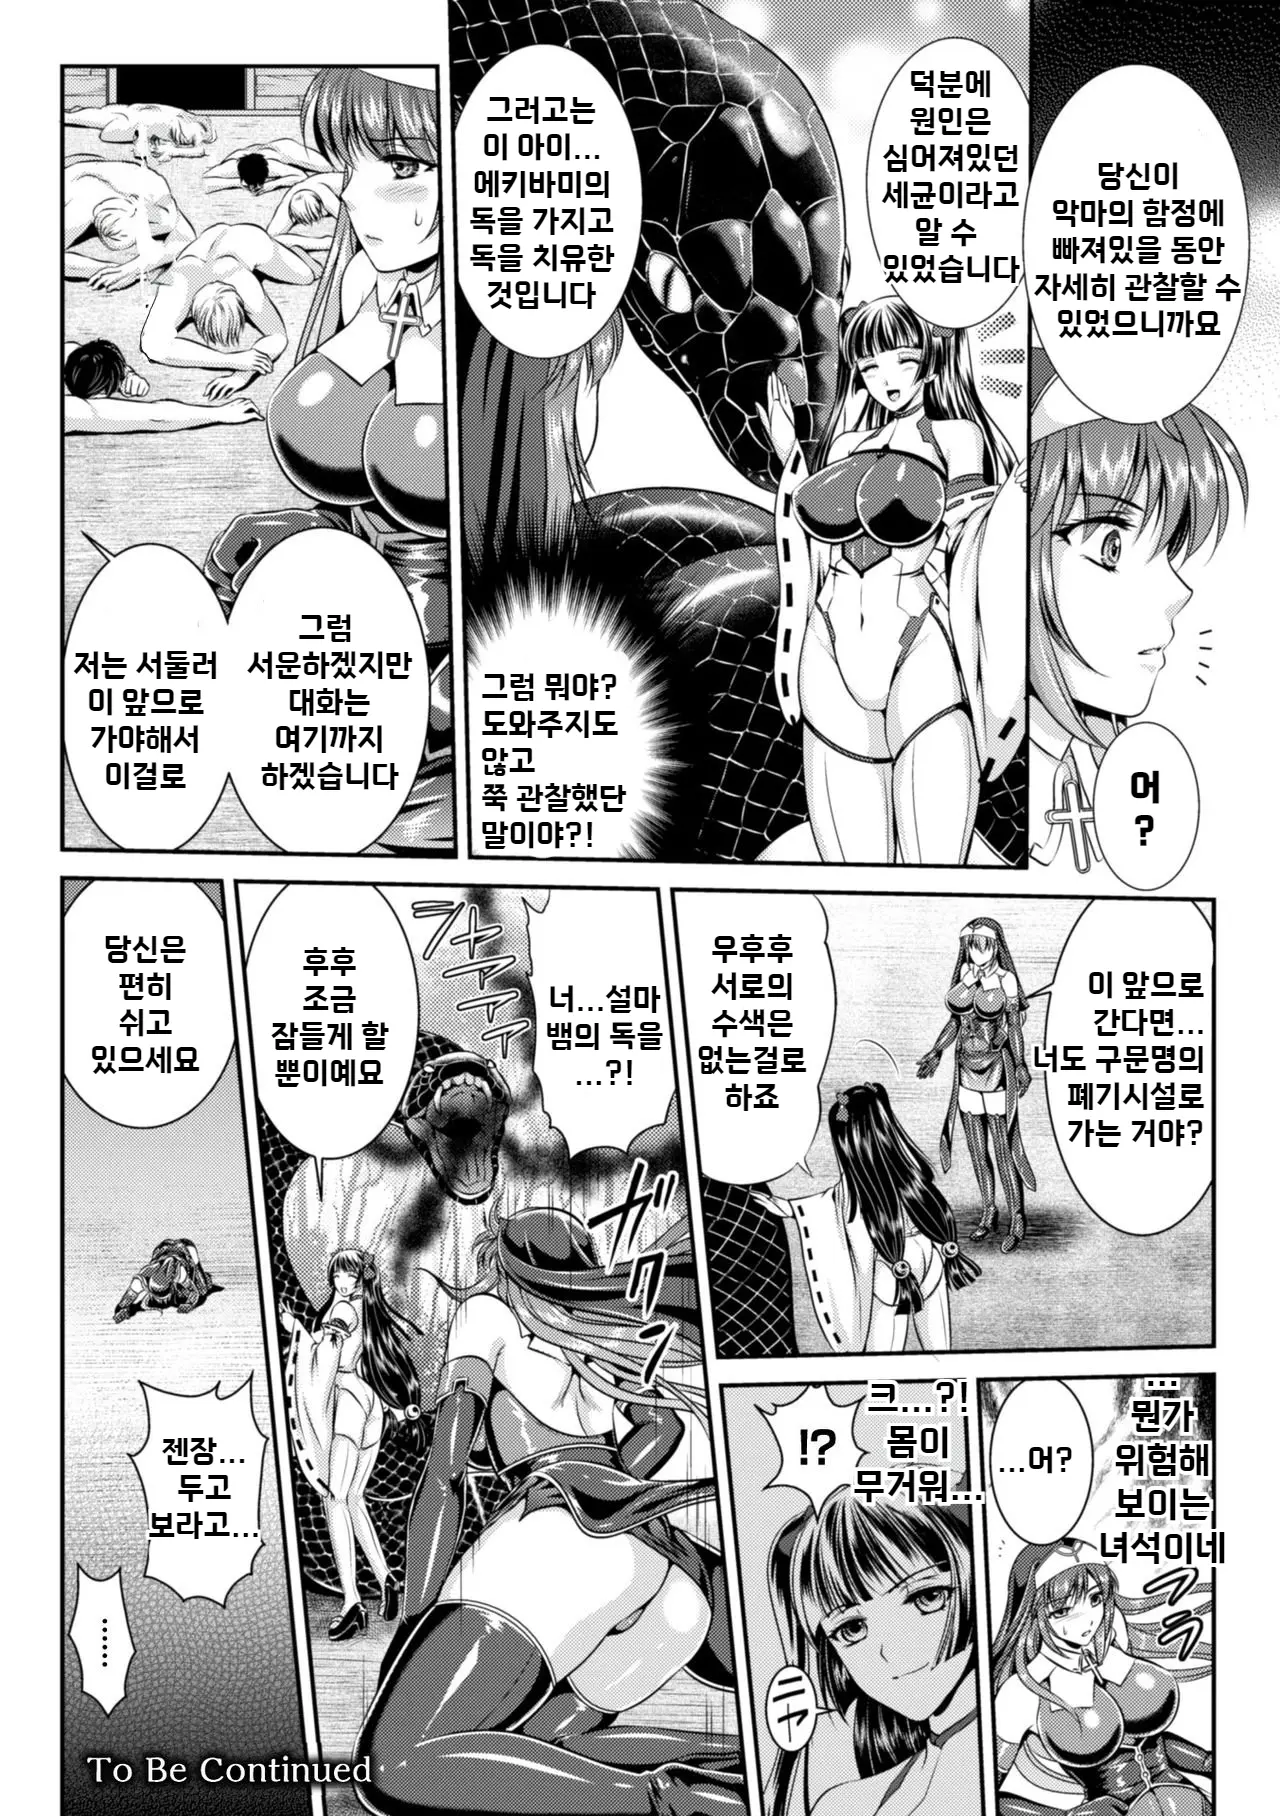 당신이
악마의 함정에
빠져있을 동안
자세히 관찰할 수
있었으니까요
덕분에
원인은
심어져있던
세균이라고
알 수
있었습니다
어
?
그러고는
이 아이...
에키바미의
독을 가지고
독을 치유한
것입니다
그럼 뭐야?
도와주지도
않고
쭉 관찰했단
말이야?!
그럼
서운하겠지만
대화는
여기까지
하겠습니다
저는 서둘러
이 앞으로
가야해서
이걸로
이 앞으로
간다면...
너도 구문명의
폐기시설로
가는 거야?
우후후
서로의
수색은
없는걸로
하죠
...
뭔가
위험해
보이는
녀석이네
...어?
クラ
크...?!
몸이
무거워...
!?
ニヤ
너...설마
뱀의 독을
...?!
ガクッ
シャアアア
후후
조금
잠들게 할
뿐이예요
당신은
편히
쉬고
있으세요
젠장...
두고
보라고...
......
To Be Continued